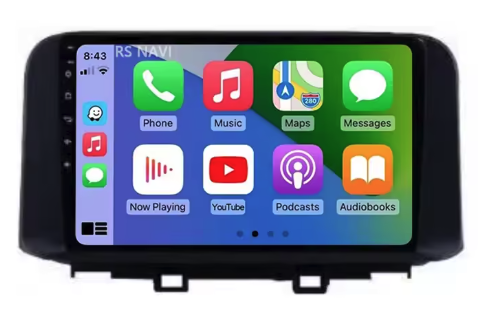 8:43
RS NAVI
280
Phone
Music
Maps
Messages
Now Playing
YouTube
Podcasts
Audiobooks